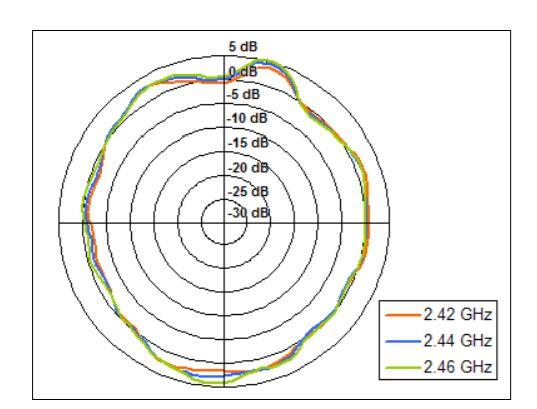 5 dB
0 dB
-5 dB
-10 dB
-15 dB
-20 dB
-25 dB
-30 dB
2.42 GHz
2.44 GHz
2.46 GHz